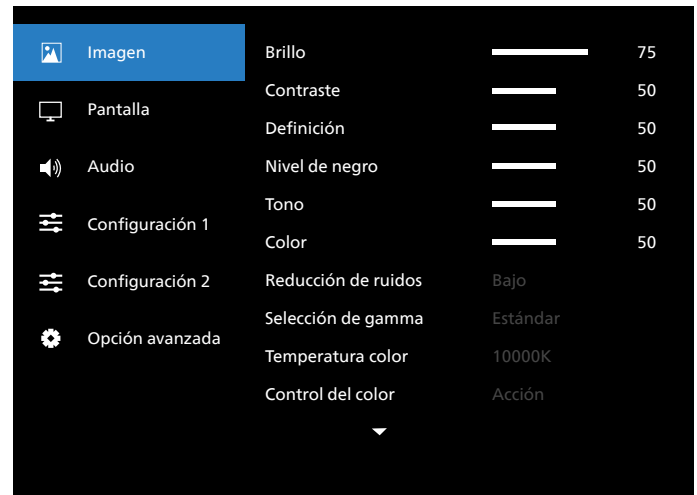 Imagen
Pantalla
Audio
Configuración 1
Configuración 2
Opción avanzada
Brillo 75
Contraste 50
Definición 50
Nivel de negro 50
Tono 50
Color 50
Reducción de ruidos Bajo
Selección de gamma Estándar
Temperatura color 10000K
Control del color Acción